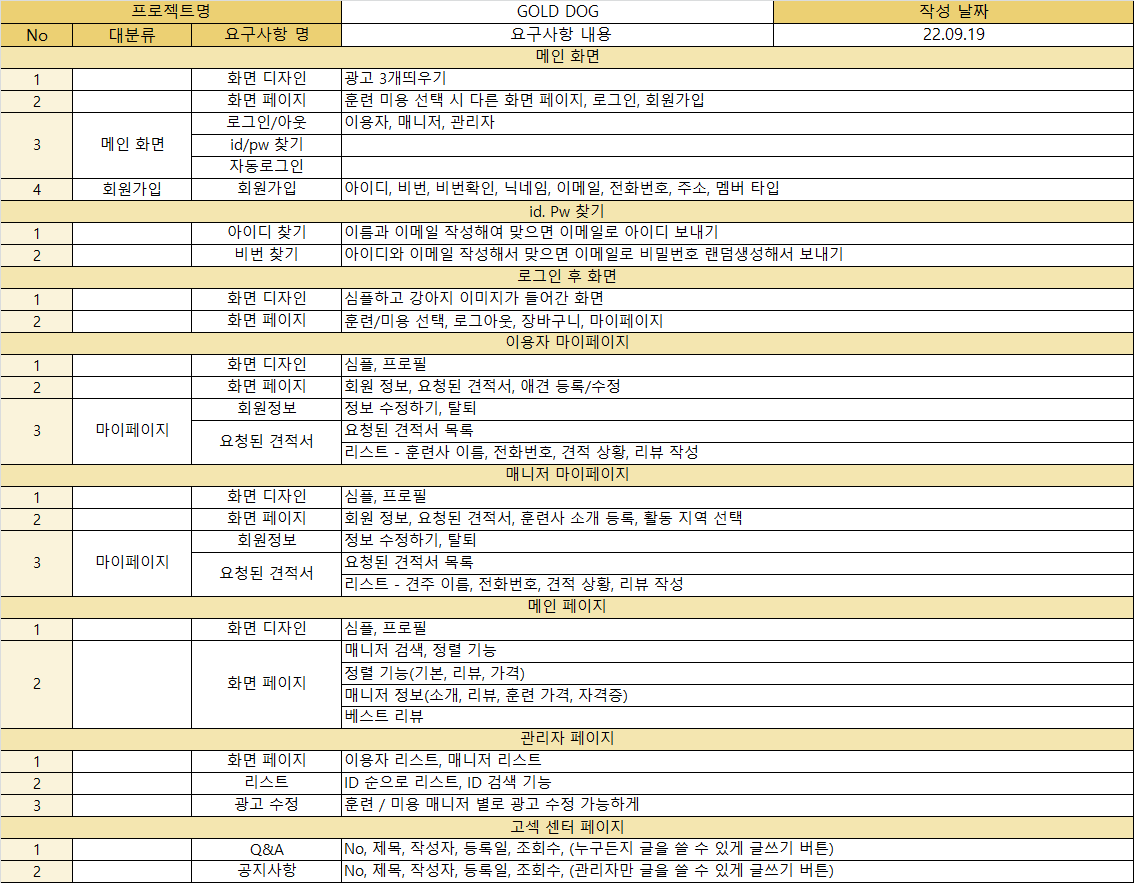 프로젝트명 GOLD DOG 작성 날짜
No 대분류 요구사항 명 요구사항 내용 22.09.19
메인 화면
1 화면 디자인 광고 3개띄우기
2 화면 페이지 훈련 미용 선택 시 다른 화면 페이지, 로그인, 회원가입
3 메인 화면 로그인/아웃 이용자, 매니저, 관리자
id/pw 찾기
자동로그인
4 회원가입 회원가입 아이디, 비번, 비번확인, 닉네임, 이메일, 전화번호, 주소, 멤버 타입
id. Pw 찾기
1 아이디 찾기 이름과 이메일 작성해여 맞으면 이메일로 아이디 보내기
2 비번 찾기 아이디와 이메일 작성해서 맞으면 이메일로 비밀번호 랜덤생성해서 보내기
로그인 후 화면
1 화면 디자인 심플하고 강아지 이미지가 들어간 화면
2 화면 페이지 훈련/미용 선택, 로그아웃, 장바구니, 마이페이지
이용자 마이페이지
1 화면 디자인 심플, 프로필
2 화면 페이지 회원 정보, 요청된 견적서, 애견 등록/수정
3 마이페이지 회원정보 정보 수정하기, 탈퇴
요청된 견적서 요청된 견적서 목록
리스트 - 훈련사 이름, 전화번호, 견적 상황, 리뷰 작성
매니저 마이페이지
1 화면 디자인 심플, 프로필
2 화면 페이지 회원 정보, 요청된 견적서, 훈련사 소개 등록, 활동 지역 선택
3 마이페이지 회원정보 정보 수정하기, 탈퇴
요청된 견적서 요청된 견적서 목록
리스트 - 견주 이름, 전화번호, 견적 상황, 리뷰 작성
메인 페이지
1 화면 디자인 심플, 프로필
2 화면 페이지 매니저 검색, 정렬 기능
정렬 기능(기본, 리뷰, 가격)
매니저 정보(소개, 리뷰, 훈련 가격, 자격증)
베스트 리뷰
관리자 페이지
1 화면 페이지 이용자 리스트, 매니저 리스트
2 리스트 ID 순으로 리스트, ID 검색 기능
3 광고 수정 훈련 / 미용 매니저 별로 광고 수정 가능하게
고섹 센터 페이지
1 Q&A No, 제목, 작성자, 등록일, 조회수, (누구든지 글을 쓸 수 있게 글쓰기 버튼)
2 공지사항 No, 제목, 작성자, 등록일, 조회수, (관리자만 글을 쓸 수 있게 글쓰기 버튼)